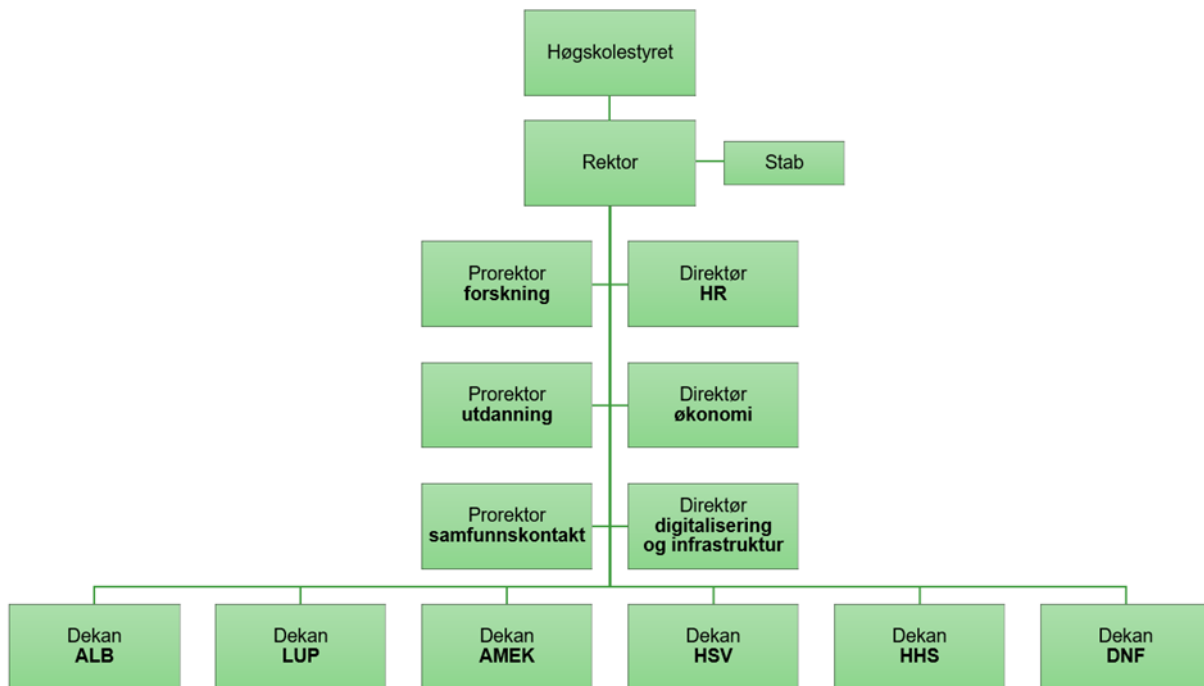 Høgskolestyret
Rektor
Stab
Prorektor
forskning
Direktør
HR
Prorektor
utdanning
Direktør
økonomi
Prorektor
samfunnskontakt
Direktør
digitalisering
og infrastruktur
Dekan
ALB
Dekan
LUP
Dekan
AMEK
Dekan
HSV
Dekan
HHS
Dekan
DNF